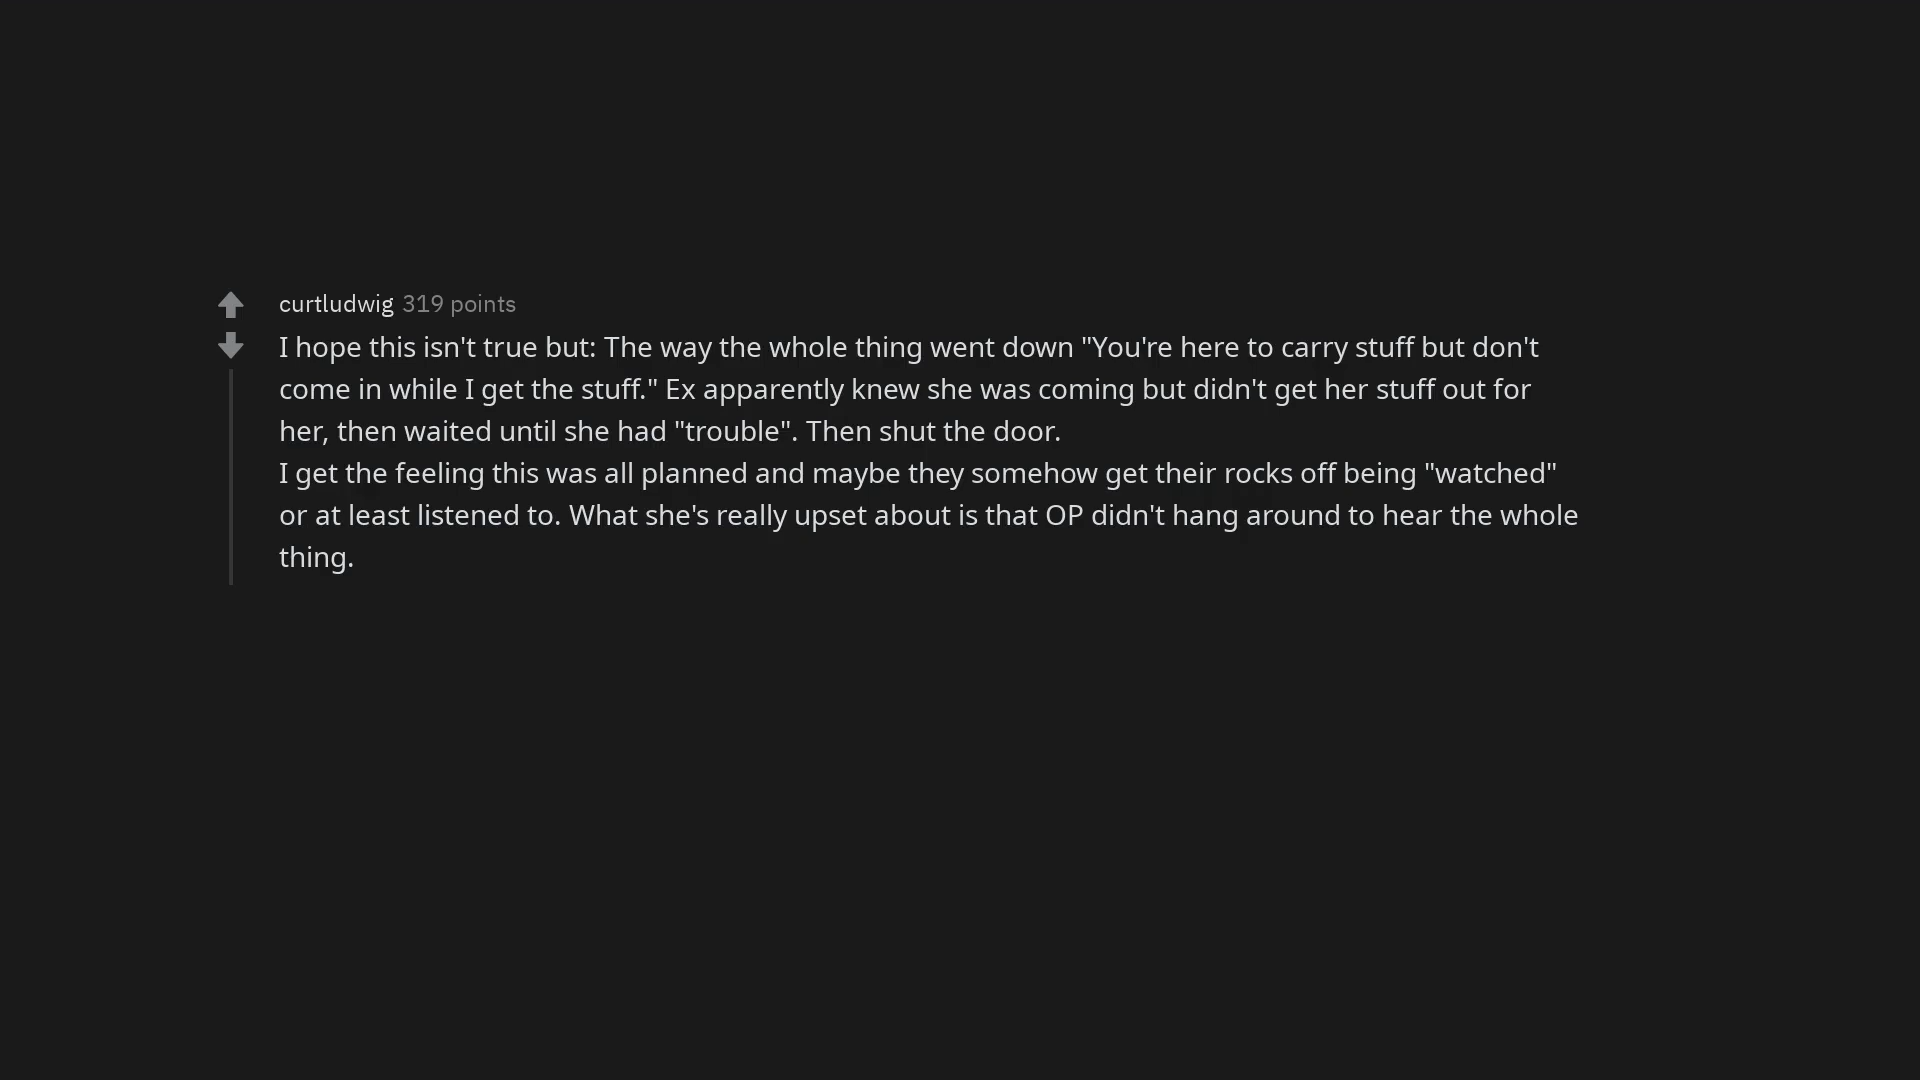 curtludwig 319 points
I hope this isn't true but: The way the whole thing went down "You're here to carry stuff but don't
come in while I get the stuff." Ex apparently knew she was coming but didn't get her stuff out for
her, then waited until she had "trouble". Then shut the door.
I get the feeling this was all planned and maybe they somehow get their rocks off being "watched"
or at least listened to. What she's really upset about is that OP didn't hang around to hear the whole
thing.